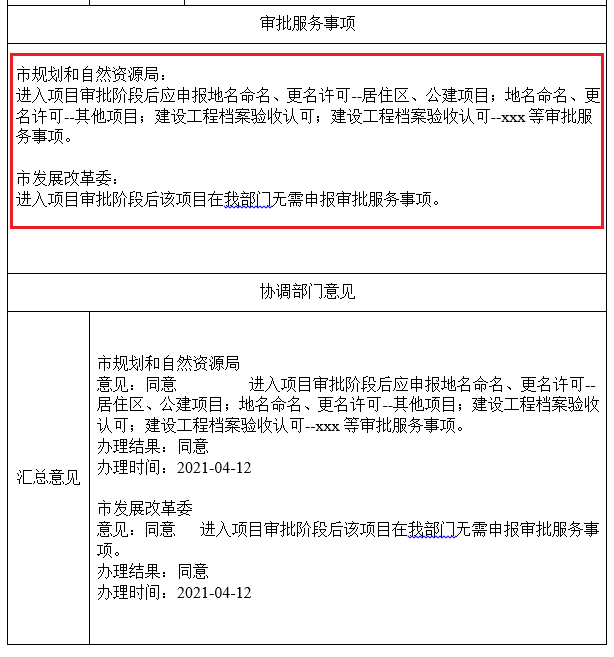 审批服务事项
市规划和自然资源局：
进入项目审批阶段后应申报地名命名、更名许可--居住区、公建项目；地名命名、更
名许可--其他项目；建设工程档案验收认可；建设工程档案验收认可--xxx 等审批服
务事项。
市发展改革委：
进入项目审批阶段后该项目在我部门无需申报审批服务事项。
协调部门意见
汇总意见
市规划和自然资源局
意见：同意 进入项目审批阶段后应申报地名命名、更名许可--
居住区、公建项目；地名命名、更名许可--其他项目；建设工程档案验收
认可；建设工程档案验收认可--xxx 等审批服务事项。
办理结果：同意
办理时间：2021-04-12
市发展改革委
意见：同意 进入项目审批阶段后该项目在我部门无需申报审批服务事
项。
办理结果：同意
办理时间：2021-04-12